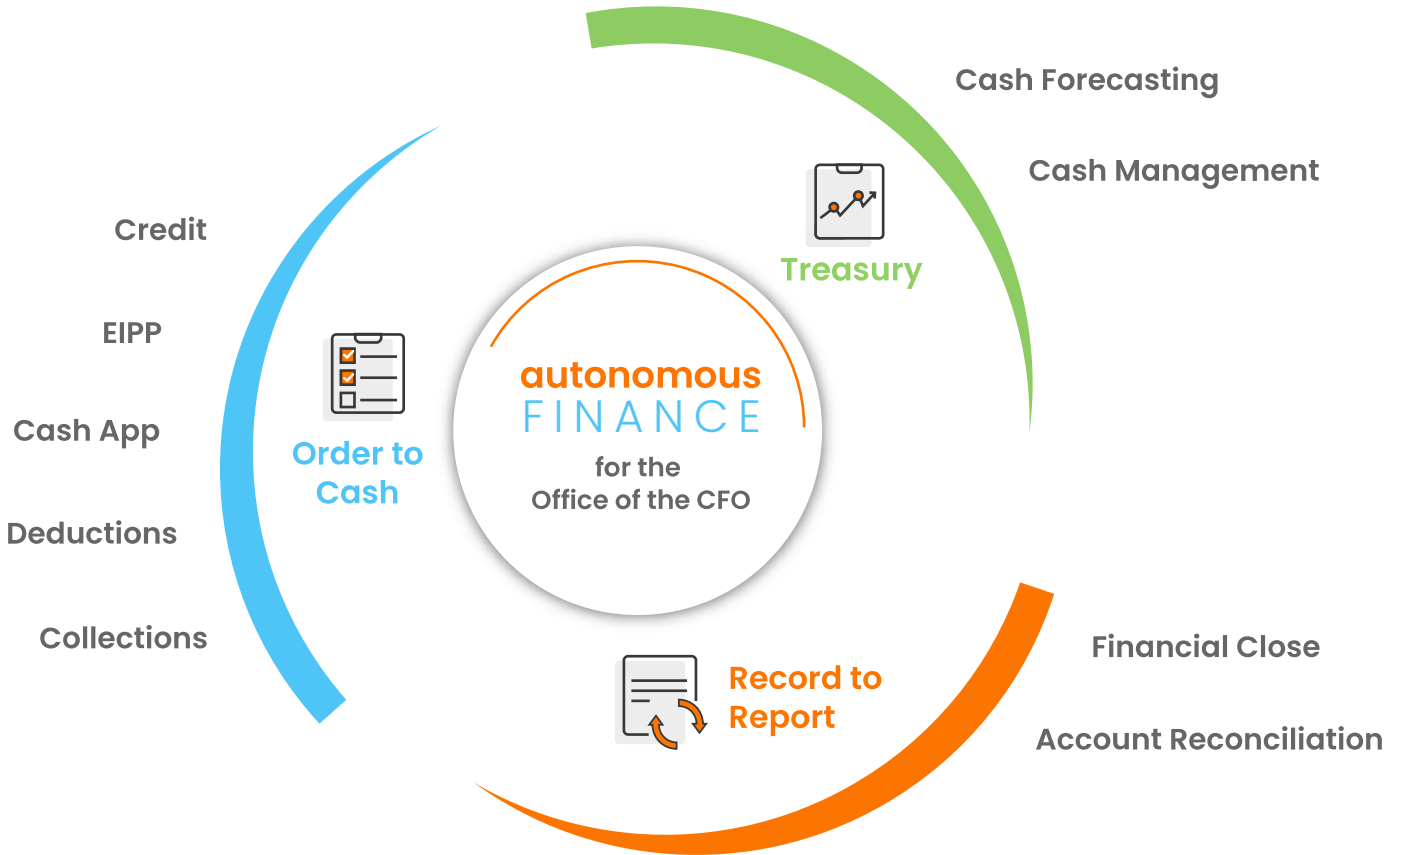 Cash Forecasting
Cash Management
Treasury
Credit
EIPP
Cash App
Deductions
Collections
Order to
Cash
autonomous
FINANCE
for the
Office of the CFO
Record to
Report
Financial Close
Account Reconciliation